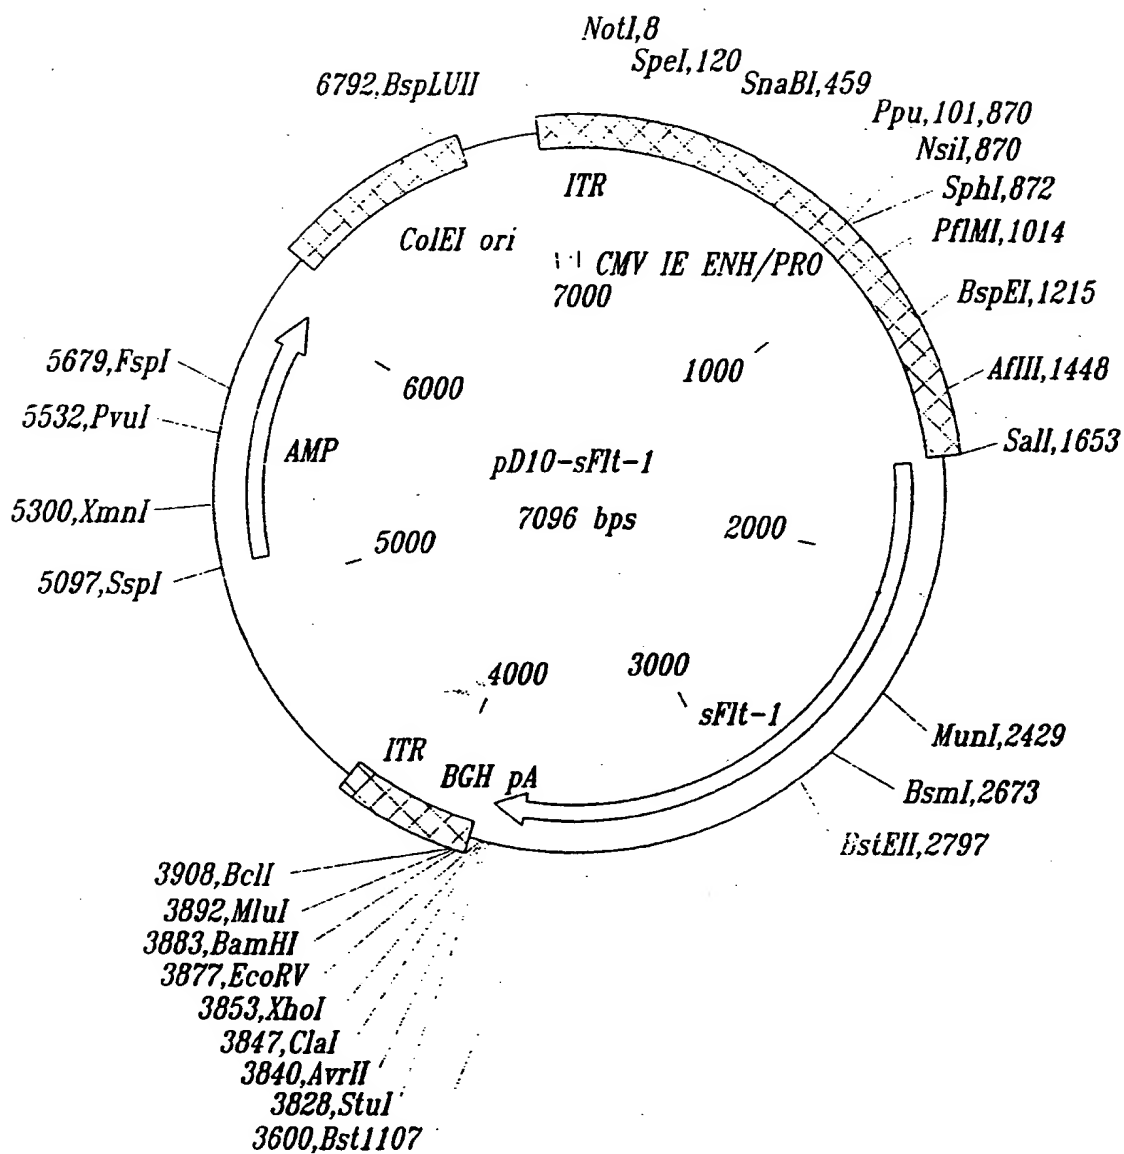 NotI,8
SpeI,120
6792,BspLUII
SnaBI,459
Ppu,101,870
NsiI,870
SphI,872
PflMI,1014
BspEI,1215
AflII,1448
SalI,1653
ITR
ColEI ori
CMV IE ENH/PRO
7000
1000
6000
5679,FspI
5532,PvuI
AMP
pD10-sFlt-1
7096 bps
5300,XmnI
2000
5000
5097,SspI
3000
4000
sFlt-1
MunI,2429
ITR
BGH pA
BsmI,2673
BstEII,2797
3908,BclI
3892,MluI
3883,BamHI
3877,EcoRV
3853,XhoI
3847,ClaI
3840,AvrII
3828,StuI
3600,Bst1107